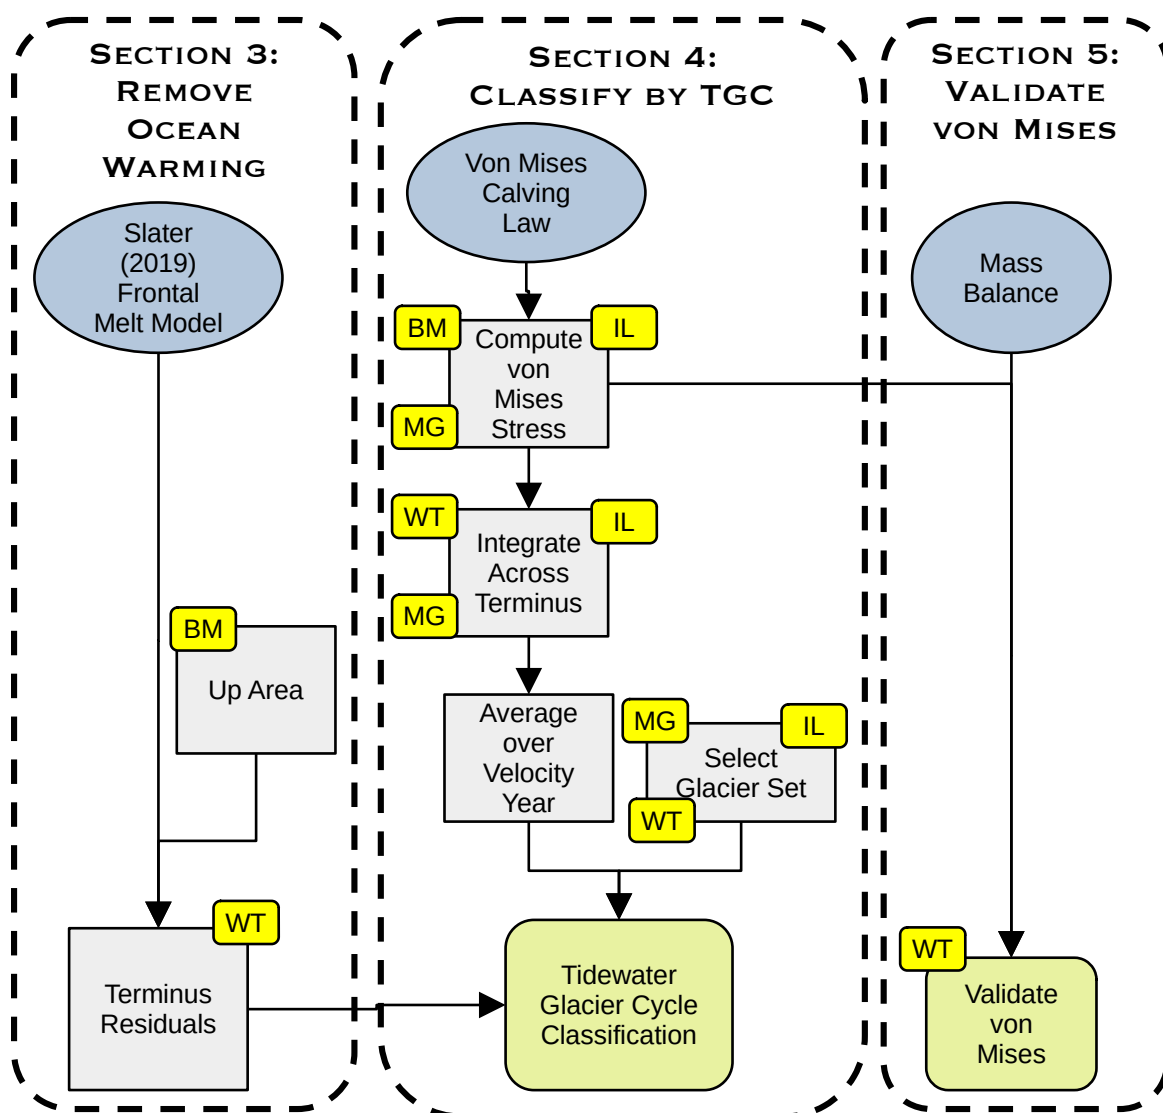 SECTION 3:
REMOVE
OCEAN
WARMING
Slater
(2019)
Frontal
Melt Model
BM
Up Area
WT
Terminus
Residuals
SECTION 4:
CLASSIFY BY TGC
Von Mises
Calving
Law
BM
IL
Compute
von
Mises
Stress
MG
WT
IL
Integrate
Across
Terminus
MG
Average
over
Velocity
Year
MG
IL
Select
Glacier Set
WT
Tidewater
Glacier Cycle
Classification
SECTION 5:
VALIDATE
VON MISES
Mass
Balance
WT
Validate
von
Mises